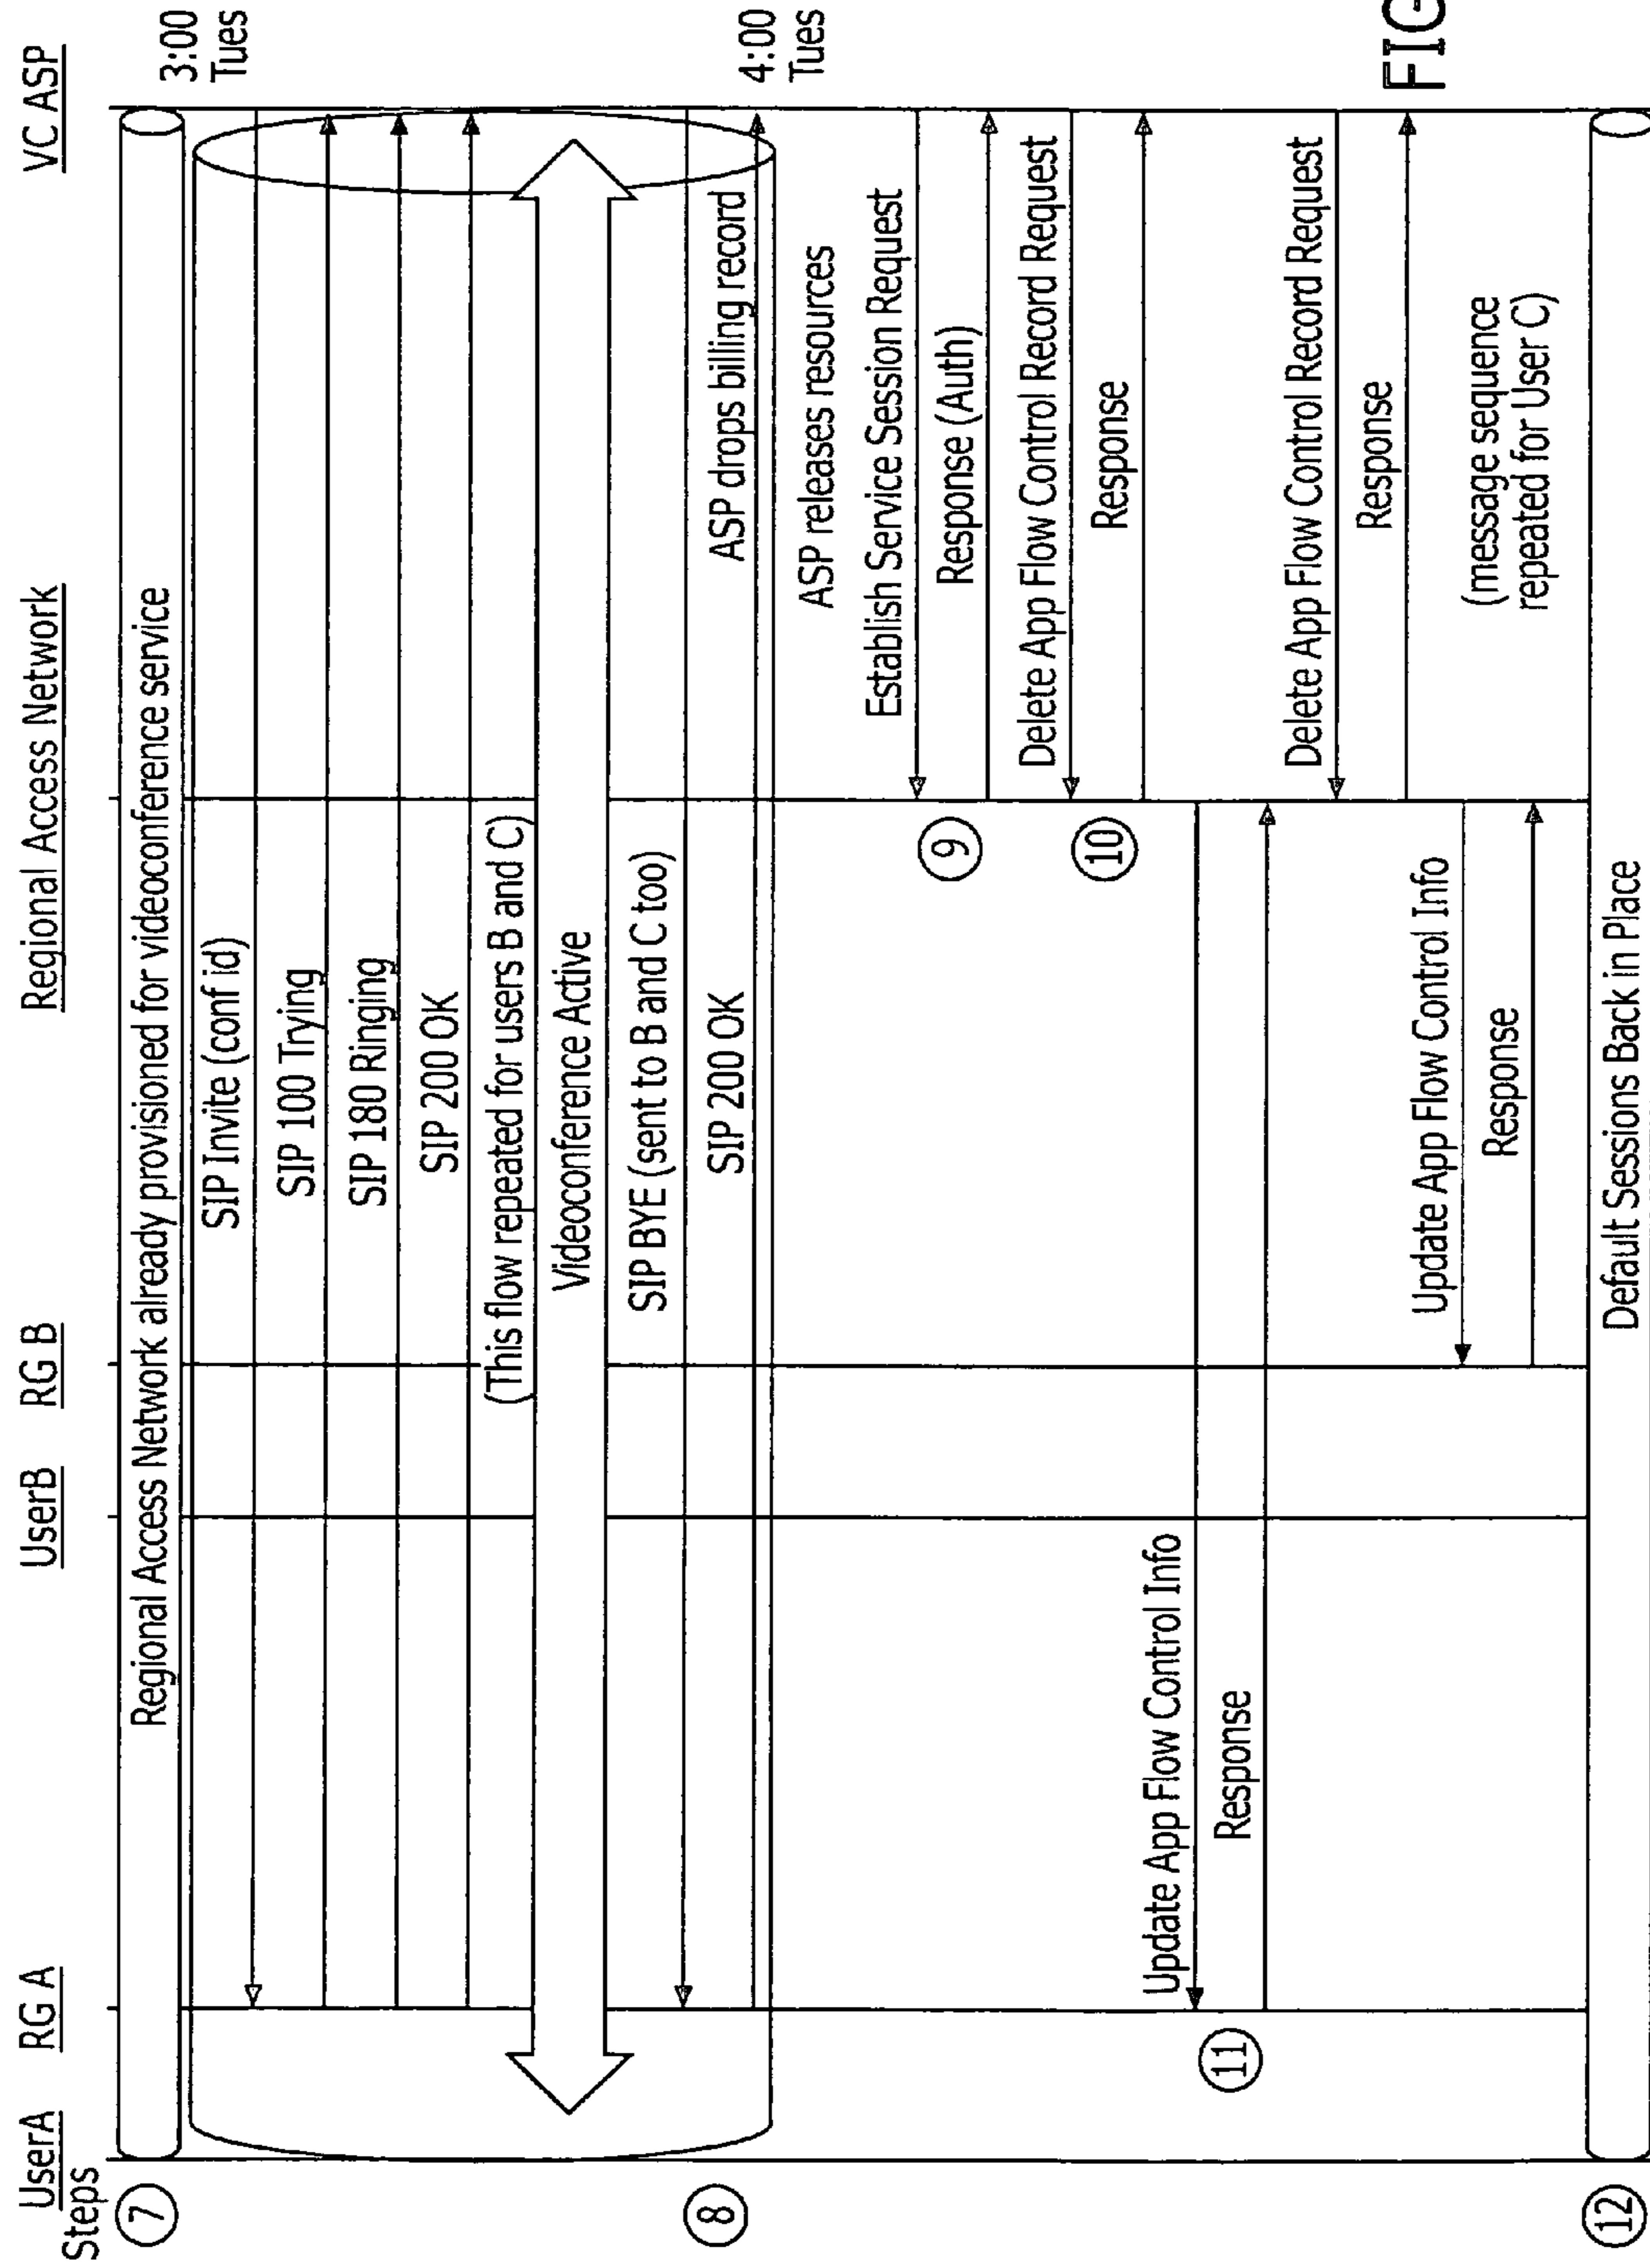 UserA
RG A
UserB
RG B
Regional Access Network
VC ASP
Steps
7
Regional Access Network already provisioned for videoconference service
3:00
Tues
SIP Invite (conf id)
SIP 100 Trying
SIP 180 Ringing
SIP 200 OK
(This flow repeated for users B and C)
Videoconference Active
8
SIP BYE (sent to B and C too)
SIP 200 OK
ASP drops billing record
4:00
Tues
ASP releases resources
Establish Service Session Request
9
Response (Auth)
Delete App Flow Control Record Request
10
Response
Update App Flow Control Info
11
Response
Delete App Flow Control Record Request
Response
Update App Flow Control Info
Response
(message sequence
repeated for User C)
12
Default Sessions Back in Place
FIG